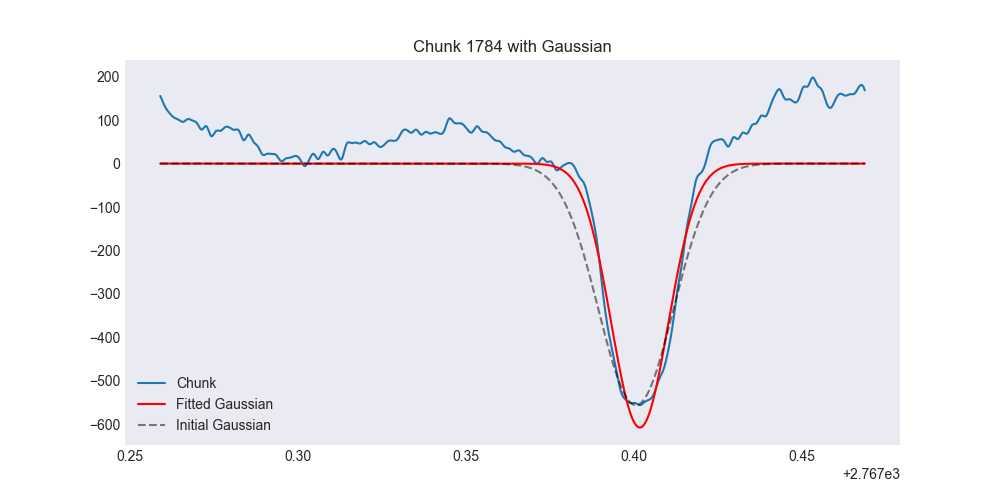 Chunk 1784 with Gaussian
200
100
0
−100
−200
−300
−400
−500
−600
Chunk
Fitted Gaussian
Initial Gaussian
0.25 0.30 0.35 0.40 0.45
+2.767e3